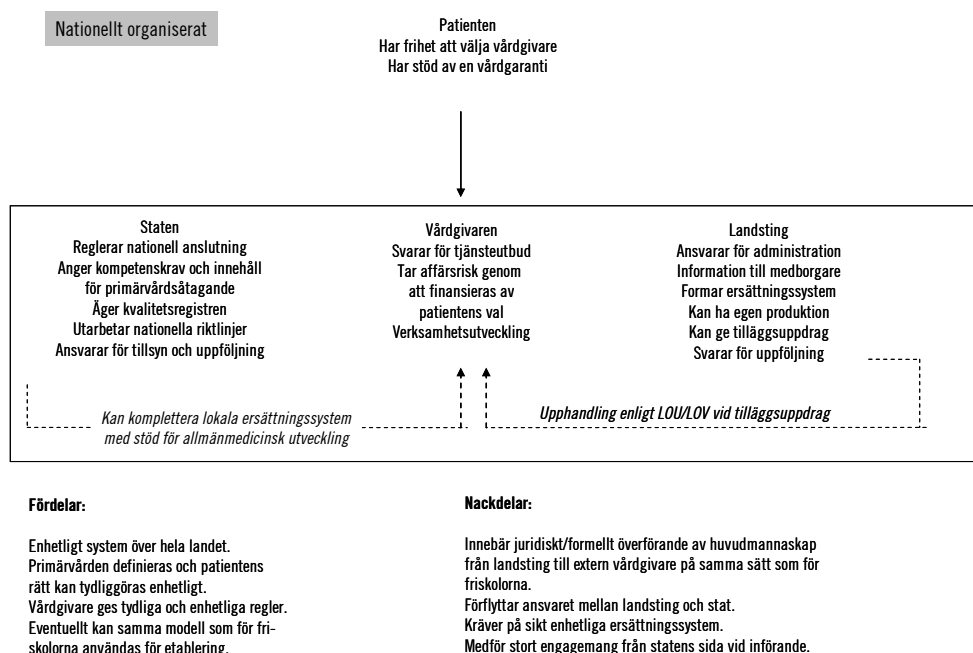 Nationellt organiserat
Patienten
Har frihet att välja vårdgivare
Har stöd av en vårdgaranti
Staten
Reglerar nationell anslutning
Anger kompetenskrav och innehåll
för primärvårdsåtagande
Äger kvalitetsregistren
Utarbetar nationella riktlinjer
Ansvarar för tillsyn och uppföljning
Vårdgivaren
Svarar för tjänsteutbud
Tar affärsrisk genom
att finansieras av
patientens val
Verksamhetsutveckling
Landsting
Ansvarar för administration
Information till medborgare
Formar ersättningssystem
Kan ha egen produktion
Kan ge tilläggsuppdrag
Svarar för uppföljning
Kan komplettera lokala ersättningssystem
med stöd för allmänmedicinsk utveckling
Upphandling enligt LOU/LOV vid tilläggsuppdrag
Fördelar:
Enhetligt system över hela landet.
Primärvården definieras och patientens
rätt kan tydliggöras enhetligt.
Vårdgivare ges tydliga och enhetliga regler.
Eventuellt kan samma modell som för fri-
skolorna användas för etablering.
Nackdelar:
Innebär juridiskt/formellt överförande av huvudmannaskap
från landsting till extern vårdgivare på samma sätt som för
friskolorna.
Förflyttar ansvaret mellan landsting och stat.
Kräver på sikt enhetliga ersättningssystem.
Medför stort engagemang från statens sida vid införande.